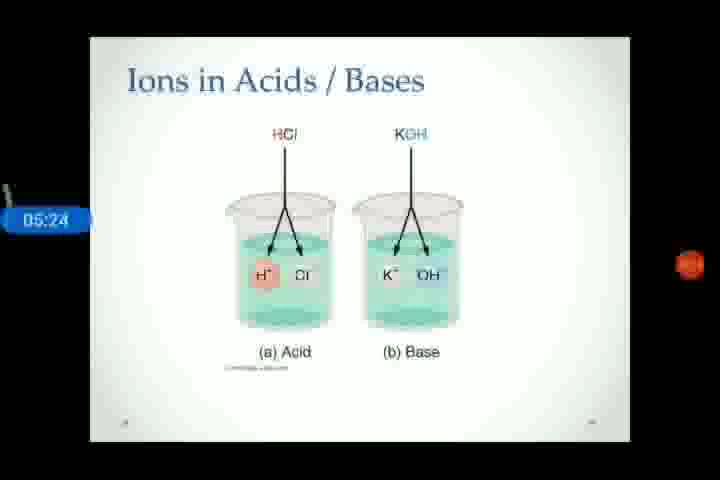 Ions in Acids / Bases
HCl KOH
05:24
H⁺ Cl⁻ K⁺ OH⁻
(a) Acid (b) Base